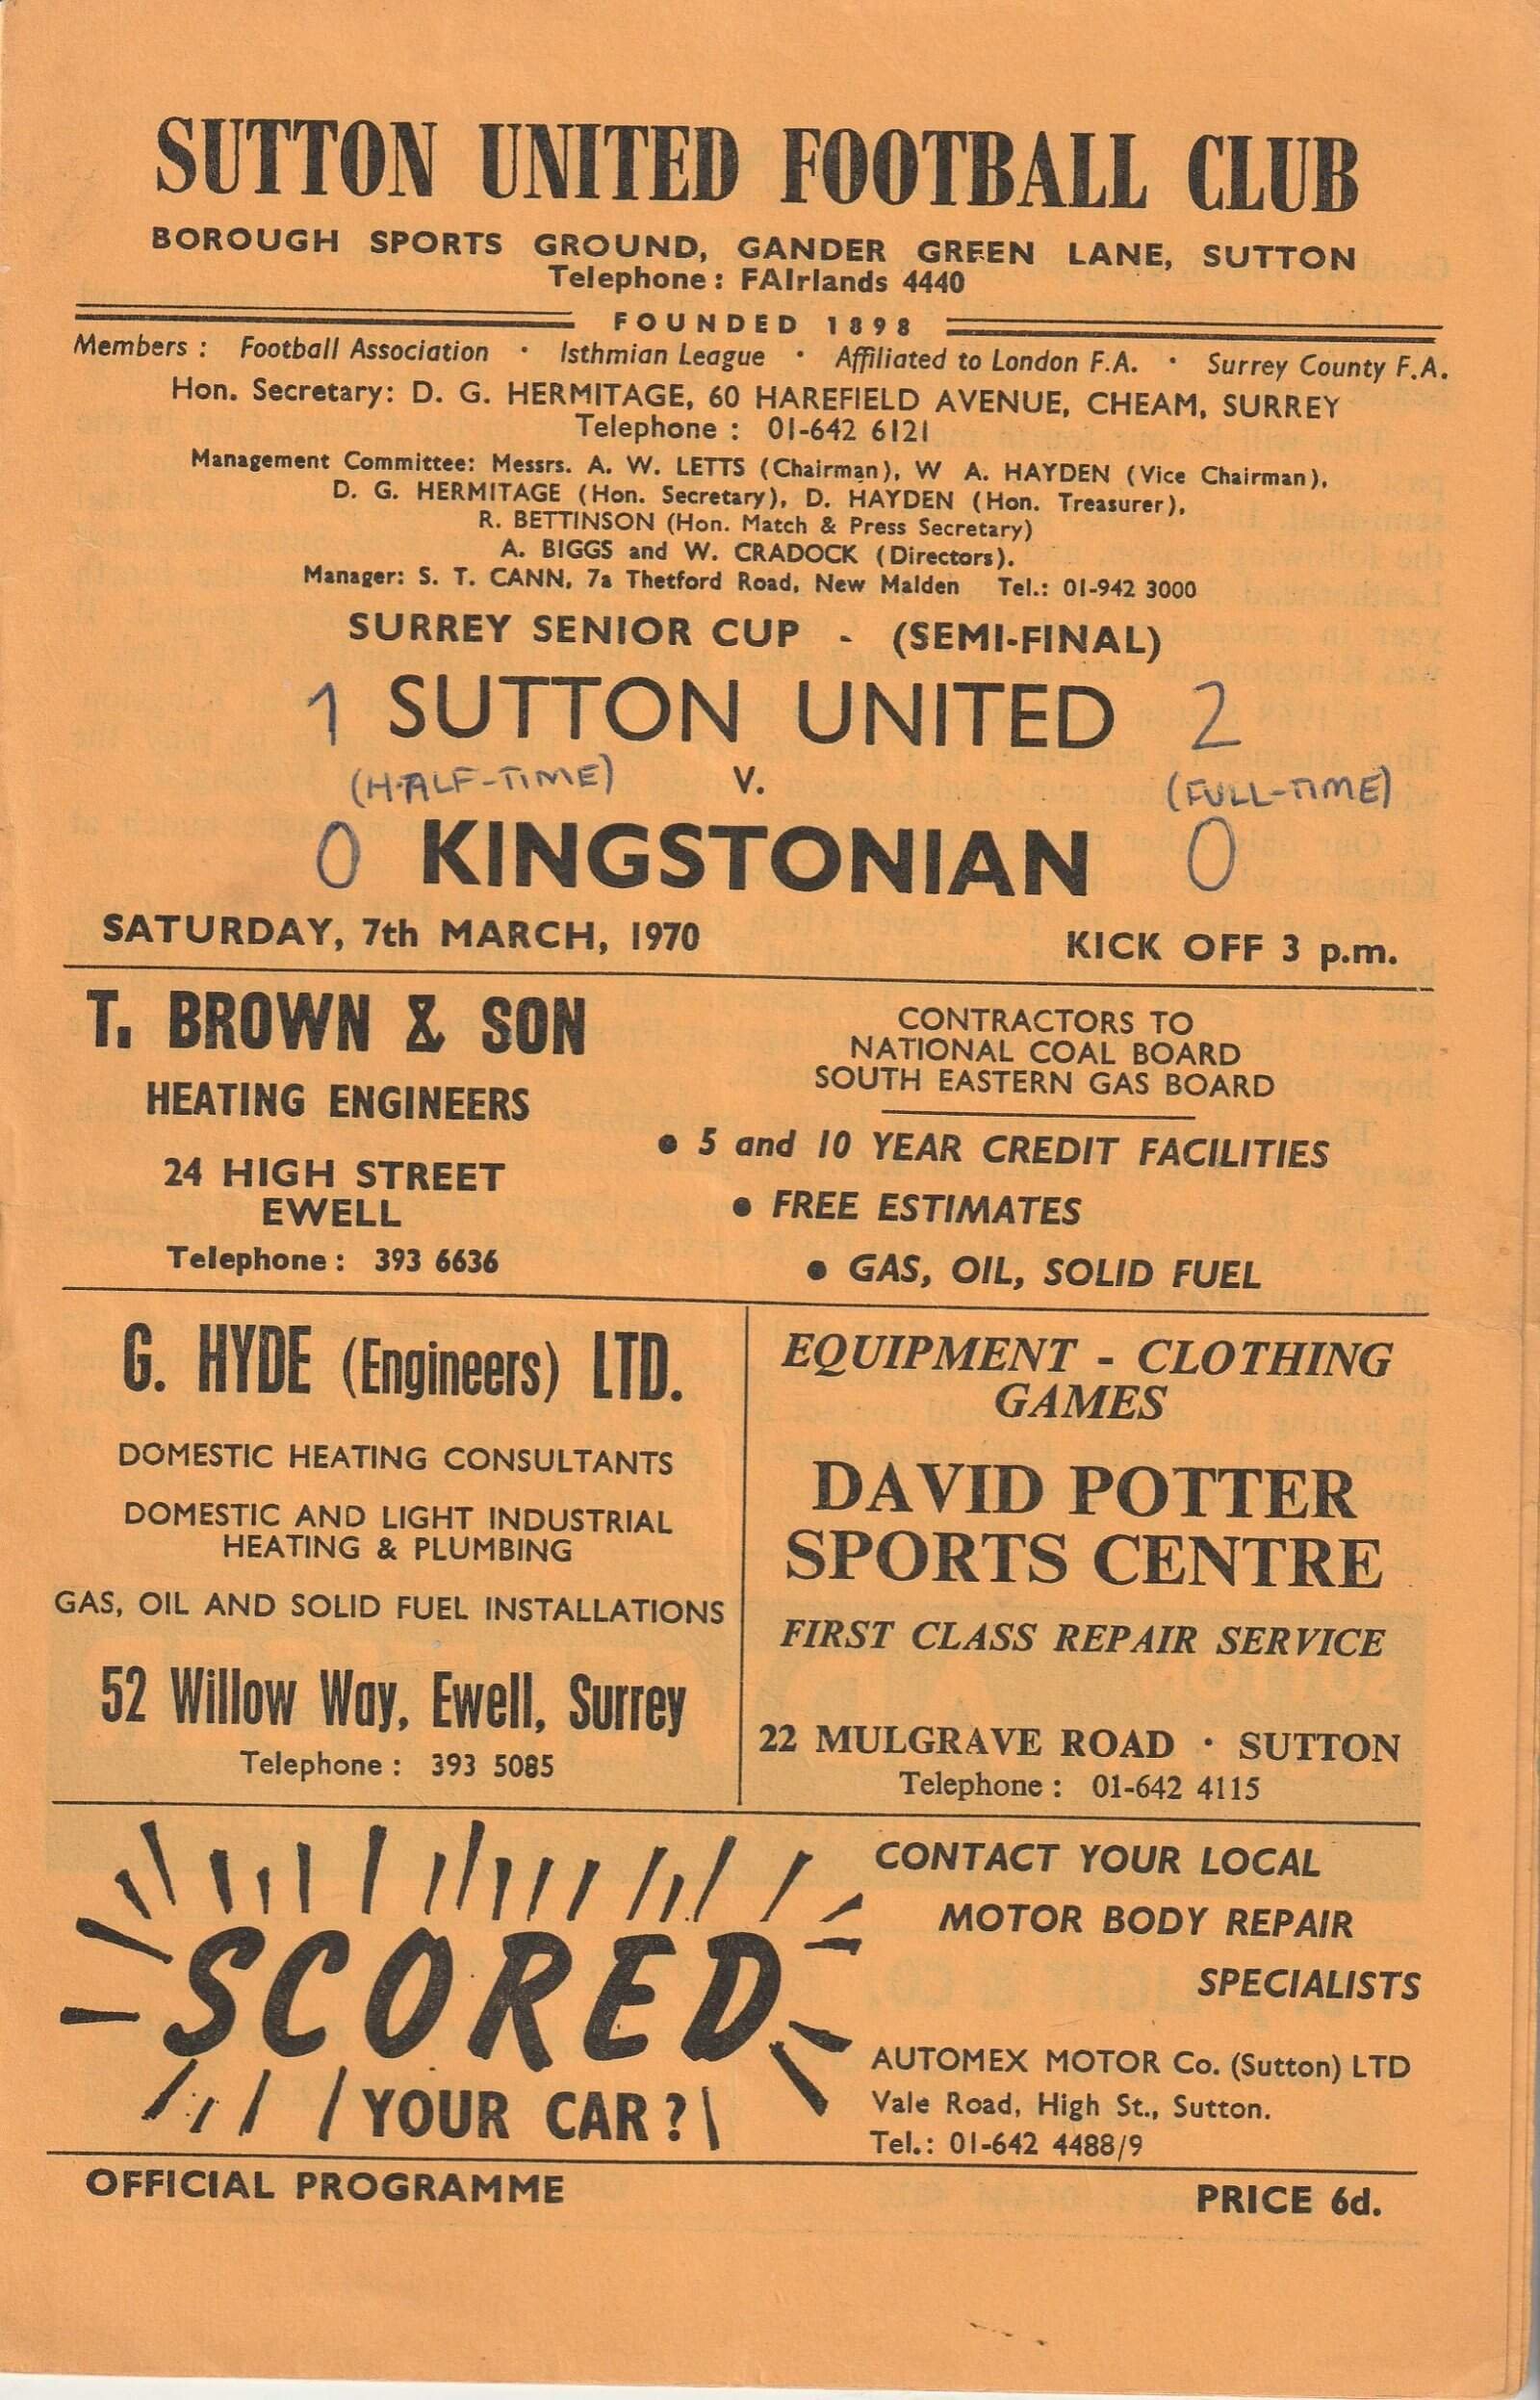 SUTTON UNITED FOOTBALL CLUB
BOROUGH SPORTS GROUND, GANDER GREEN LANE, SUTTON
Telephone : FAIrlands 4440
FOUNDED 1898
Members : Football Association · Isthmian League · Affiliated to London F.A. · Surrey County F.A.
Hon. Secretary: D. G. HERMITAGE, 60 HAREFIELD AVENUE, CHEAM, SURREY
Telephone : 01-642 6121
Management Committee: Messrs. A. W. LETTS (Chairman), W A. HAYDEN (Vice Chairman),
D. G. HERMITAGE (Hon. Secretary), D. HAYDEN (Hon. Treasurer),
R. BETTINSON (Hon. Match & Press Secretary)
A. BIGGS and W. CRADOCK (Directors).
Manager: S. T. CANN, 7a Thetford Road, New Malden Tel.: 01-942 3000
SURREY SENIOR CUP - (SEMI-FINAL)
1 SUTTON UNITED 2
(HALF-TIME) V. (FULL-TIME)
0 KINGSTONIAN 0
SATURDAY, 7th MARCH, 1970 KICK OFF 3 p.m.
T. BROWN & SON
HEATING ENGINEERS
24 HIGH STREET
EWELL
Telephone : 393 6636
CONTRACTORS TO
NATIONAL COAL BOARD
SOUTH EASTERN GAS BOARD
● 5 and 10 YEAR CREDIT FACILITIES
● FREE ESTIMATES
● GAS, OIL, SOLID FUEL
G. HYDE (Engineers) LTD.
DOMESTIC HEATING CONSULTANTS
DOMESTIC AND LIGHT INDUSTRIAL
HEATING & PLUMBING
GAS, OIL AND SOLID FUEL INSTALLATIONS
52 Willow Way, Ewell, Surrey
Telephone : 393 5085
EQUIPMENT - CLOTHING
GAMES
DAVID POTTER
SPORTS CENTRE
FIRST CLASS REPAIR SERVICE
22 MULGRAVE ROAD · SUTTON
Telephone : 01-642 4115
SCORED
YOUR CAR ?
CONTACT YOUR LOCAL
MOTOR BODY REPAIR
SPECIALISTS
AUTOMEX MOTOR Co. (Sutton) LTD
Vale Road, High St., Sutton.
Tel.: 01-642 4488/9
OFFICIAL PROGRAMME PRICE 6d.